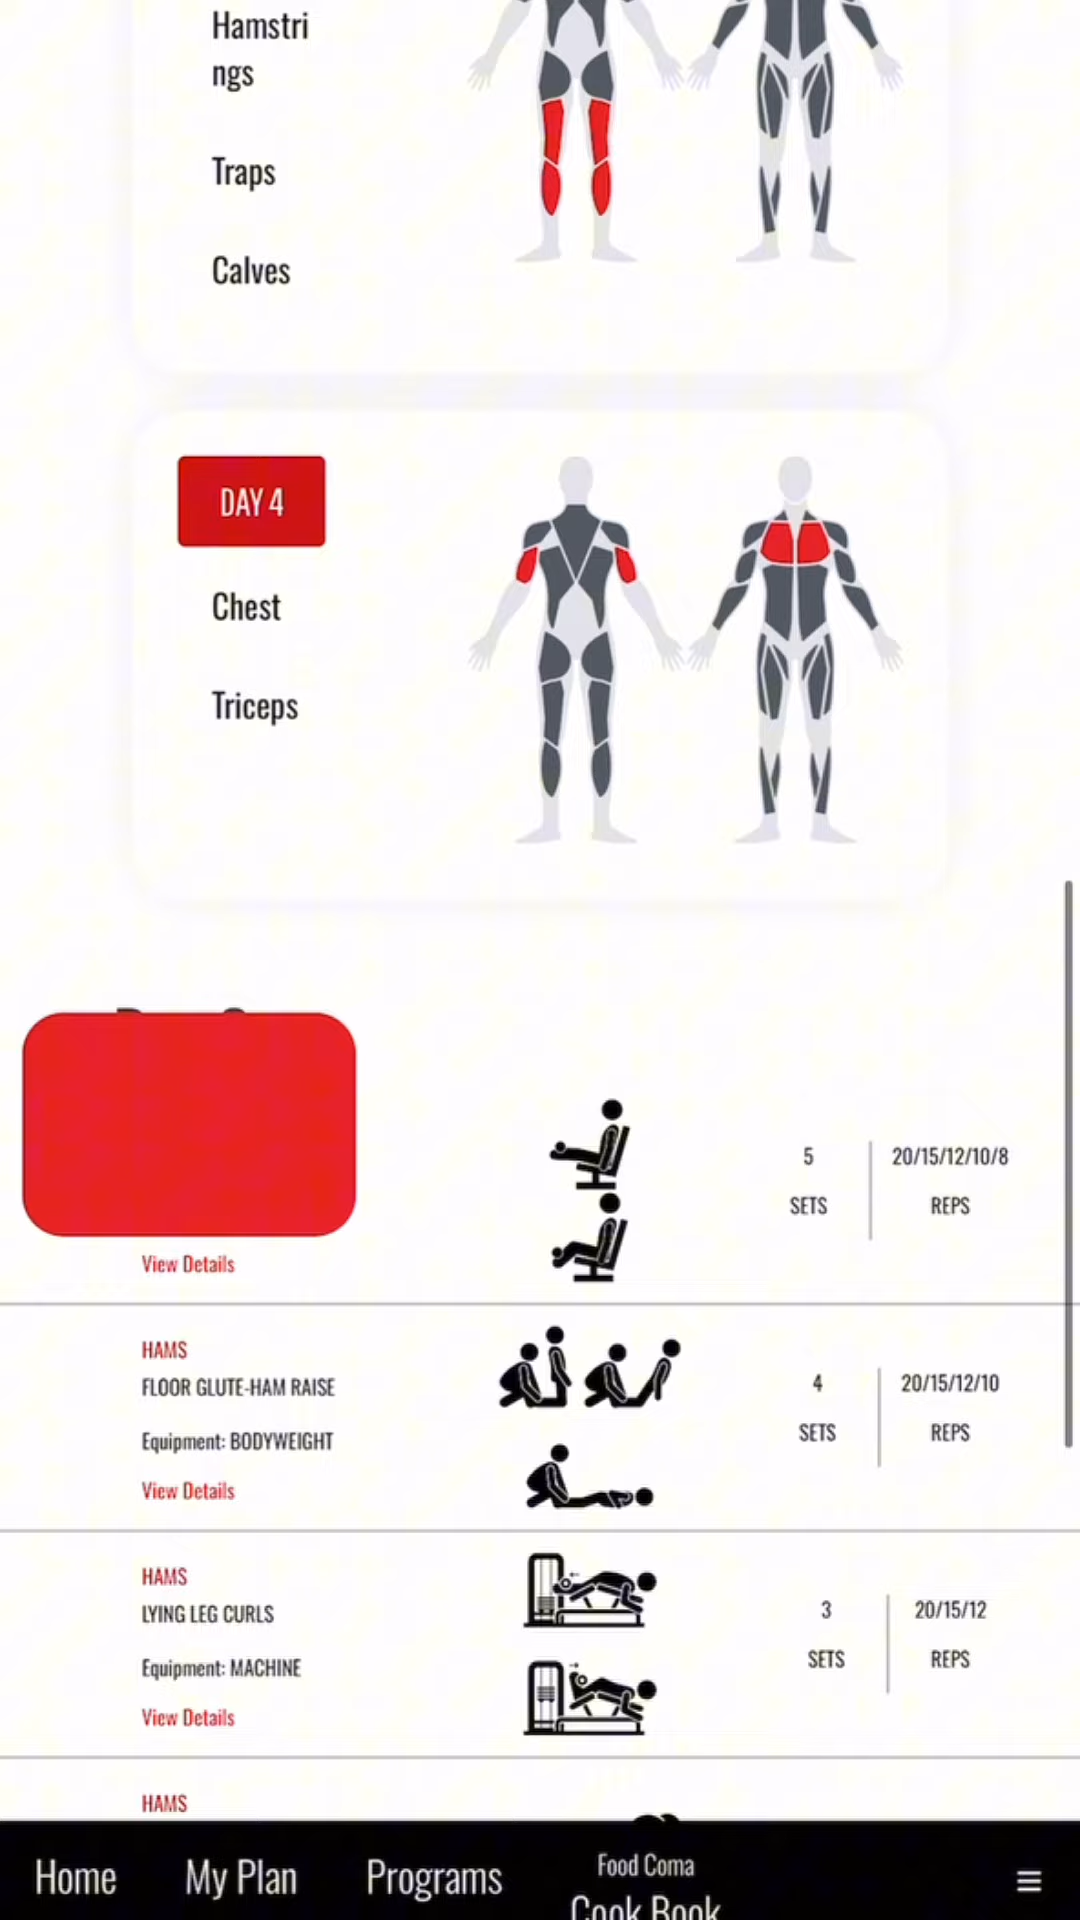 Hamstri
ngs
Traps
Calves
DAY 4
Chest
Triceps
5
SETS
20/15/12/10/8
REPS
View Details
HAMS
FLOOR GLUTE-HAM RAISE
Equipment: BODYWEIGHT
View Details
4
SETS
20/15/12/10
REPS
HAMS
LYING LEG CURLS
Equipment: MACHINE
View Details
3
SETS
20/15/12
REPS
HAMS
Home
My Plan
Programs
Food Coma
Cook Book